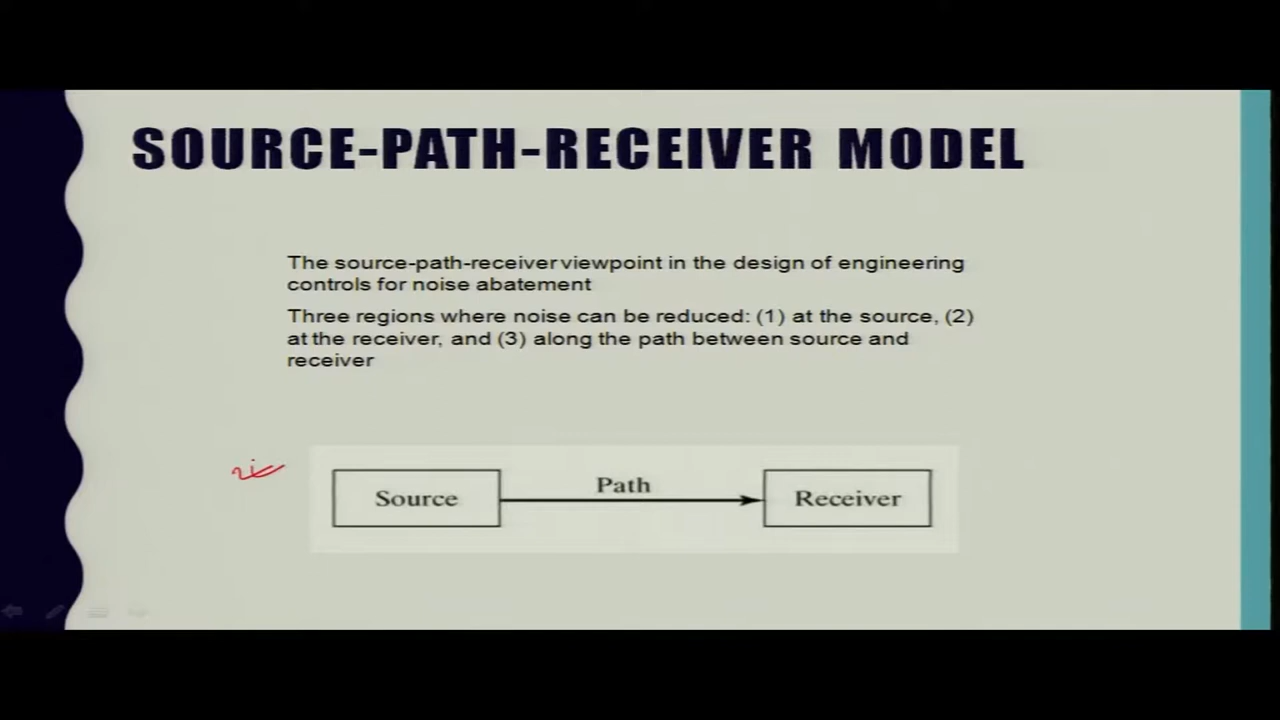 SOURCE-PATH-RECEIVER MODEL
The source-path-receiver viewpoint in the design of engineering
controls for noise abatement
Three regions where noise can be reduced: (1) at the source, (2)
at the receiver, and (3) along the path between source and
receiver
Source
Path
Receiver